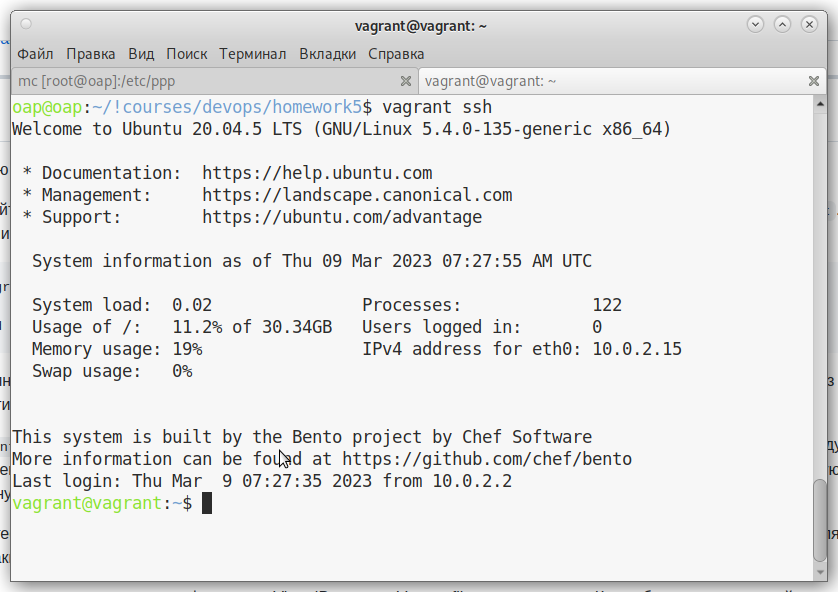 vagrant@vagrant: ~
Файл Правка Вид Поиск Терминал Вкладки Справка
mc [root@oap]:/etc/ppp vagrant@vagrant: ~
oap@oap:~/!courses/devops/homework5$ vagrant ssh
Welcome to Ubuntu 20.04.5 LTS (GNU/Linux 5.4.0-135-generic x86_64)
* Documentation:  https://help.ubuntu.com
* Management:     https://landscape.canonical.com
* Support:        https://ubuntu.com/advantage
System information as of Thu 09 Mar 2023 07:27:55 AM UTC
System load:  0.02                Processes:             122
Usage of /:   11.2% of 30.34GB   Users logged in:       0
Memory usage: 19%                IPv4 address for eth0: 10.0.2.15
Swap usage:   0%
This system is built by the Bento project by Chef Software
More information can be found at https://github.com/chef/bento
Last login: Thu Mar  9 07:27:35 2023 from 10.0.2.2
vagrant@vagrant:~$